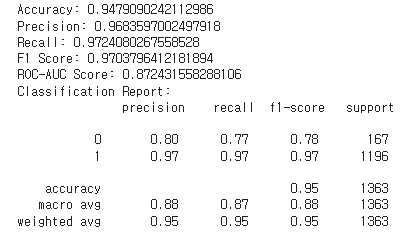 Accuracy: 0.9479090242112986
Precision: 0.9683597002497918
Recall: 0.9724080267558528
F1 Score: 0.9703796412181894
ROC-AUC Score: 0.872431558288106
Classification Report:
precision recall f1-score support
0 0.80 0.77 0.78 167
1 0.97 0.97 0.97 1196
accuracy 0.95 1363
macro avg 0.88 0.87 0.88 1363
weighted avg 0.95 0.95 0.95 1363